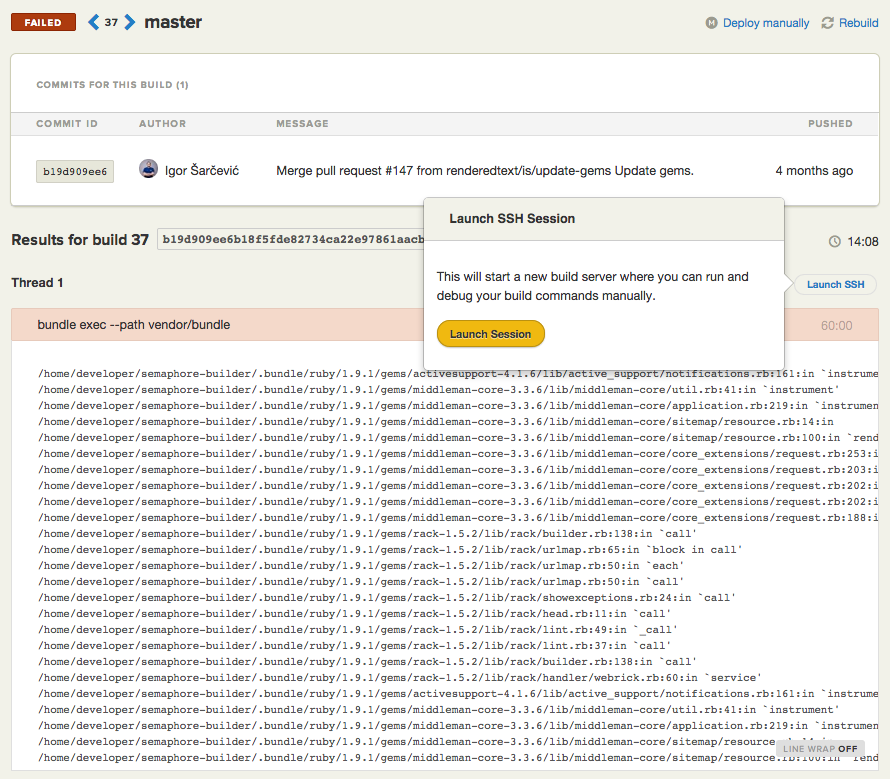 FAILED 37 master Deploy manually Rebuild
COMMITS FOR THIS BUILD (1)
COMMIT ID AUTHOR MESSAGE PUSHED
b19d909ee6 Igor Šarčević Merge pull request #147 from renderedtext/is/update-gems Update gems. 4 months ago
Launch SSH Session
Results for build 37 b19d909ee6b18f5fde82734ca22e97861aacb 14:08
This will start a new build server where you can run and
debug your build commands manually.
Thread 1 Launch SSH
Launch Session
bundle exec --path vendor/bundle 60:00
/home/developer/semaphore-builder/.bundle/ruby/1.9.1/gems/activesupport-4.1.6/lib/active_support/notifications.rb:161:in `instrume
/home/developer/semaphore-builder/.bundle/ruby/1.9.1/gems/middleman-core-3.3.6/lib/middleman-core/util.rb:41:in `instrument'
/home/developer/semaphore-builder/.bundle/ruby/1.9.1/gems/middleman-core-3.3.6/lib/middleman-core/application.rb:219:in `instrumen
/home/developer/semaphore-builder/.bundle/ruby/1.9.1/gems/middleman-core-3.3.6/lib/middleman-core/sitemap/resource.rb:14:in
/home/developer/semaphore-builder/.bundle/ruby/1.9.1/gems/middleman-core-3.3.6/lib/middleman-core/sitemap/resource.rb:100:in `rend
/home/developer/semaphore-builder/.bundle/ruby/1.9.1/gems/middleman-core-3.3.6/lib/middleman-core/core_extensions/request.rb:253:i
/home/developer/semaphore-builder/.bundle/ruby/1.9.1/gems/middleman-core-3.3.6/lib/middleman-core/core_extensions/request.rb:203:i
/home/developer/semaphore-builder/.bundle/ruby/1.9.1/gems/middleman-core-3.3.6/lib/middleman-core/core_extensions/request.rb:202:i
/home/developer/semaphore-builder/.bundle/ruby/1.9.1/gems/middleman-core-3.3.6/lib/middleman-core/core_extensions/request.rb:202:i
/home/developer/semaphore-builder/.bundle/ruby/1.9.1/gems/middleman-core-3.3.6/lib/middleman-core/core_extensions/request.rb:188:i
/home/developer/semaphore-builder/.bundle/ruby/1.9.1/gems/rack-1.5.2/lib/rack/builder.rb:138:in `call'
/home/developer/semaphore-builder/.bundle/ruby/1.9.1/gems/rack-1.5.2/lib/rack/urlmap.rb:65:in `block in call'
/home/developer/semaphore-builder/.bundle/ruby/1.9.1/gems/rack-1.5.2/lib/rack/urlmap.rb:50:in `each'
/home/developer/semaphore-builder/.bundle/ruby/1.9.1/gems/rack-1.5.2/lib/rack/urlmap.rb:50:in `call'
/home/developer/semaphore-builder/.bundle/ruby/1.9.1/gems/rack-1.5.2/lib/rack/showexceptions.rb:24:in `call'
/home/developer/semaphore-builder/.bundle/ruby/1.9.1/gems/rack-1.5.2/lib/rack/head.rb:11:in `call'
/home/developer/semaphore-builder/.bundle/ruby/1.9.1/gems/rack-1.5.2/lib/rack/lint.rb:49:in `_call'
/home/developer/semaphore-builder/.bundle/ruby/1.9.1/gems/rack-1.5.2/lib/rack/lint.rb:37:in `call'
/home/developer/semaphore-builder/.bundle/ruby/1.9.1/gems/rack-1.5.2/lib/rack/builder.rb:138:in `call'
/home/developer/semaphore-builder/.bundle/ruby/1.9.1/gems/rack-1.5.2/lib/rack/handler/webrick.rb:60:in `service'
/home/developer/semaphore-builder/.bundle/ruby/1.9.1/gems/activesupport-4.1.6/lib/active_support/notifications.rb:161:in `instrume
/home/developer/semaphore-builder/.bundle/ruby/1.9.1/gems/middleman-core-3.3.6/lib/middleman-core/util.rb:41:in `instrument'
/home/developer/semaphore-builder/.bundle/ruby/1.9.1/gems/middleman-core-3.3.6/lib/middleman-core/application.rb:219:in `instrumen
/home/developer/semaphore-builder/.bundle/ruby/1.9.1/gems/middleman-core-3.3.6/lib/middleman-core/sitemap/resource
LINE WRAP OFF
/home/developer/semaphore-builder/.bundle/ruby/1.9.1/gems/middleman-core-3.3.6/lib/middleman-core/sitemap/resource.rb:100:in `rend